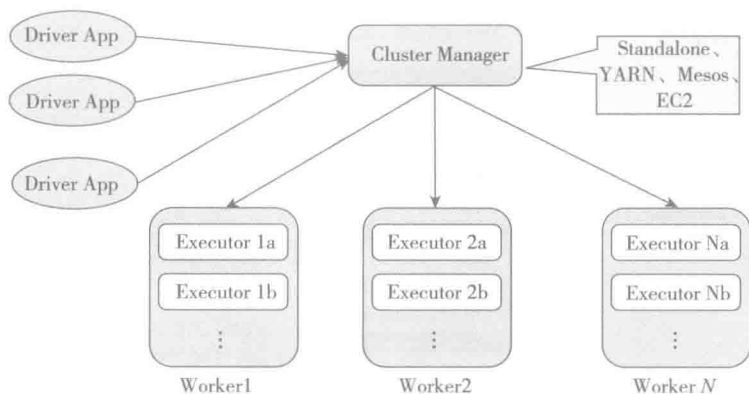 Driver App
Cluster Manager
Standalone、
YARN、Mesos、
EC2
Driver App
Driver App
Executor 1a
Executor 2a
Executor Na
Executor 1b
Executor 2b
Executor Nb
⋮
⋮
⋮
Worker1
Worker2
Worker N